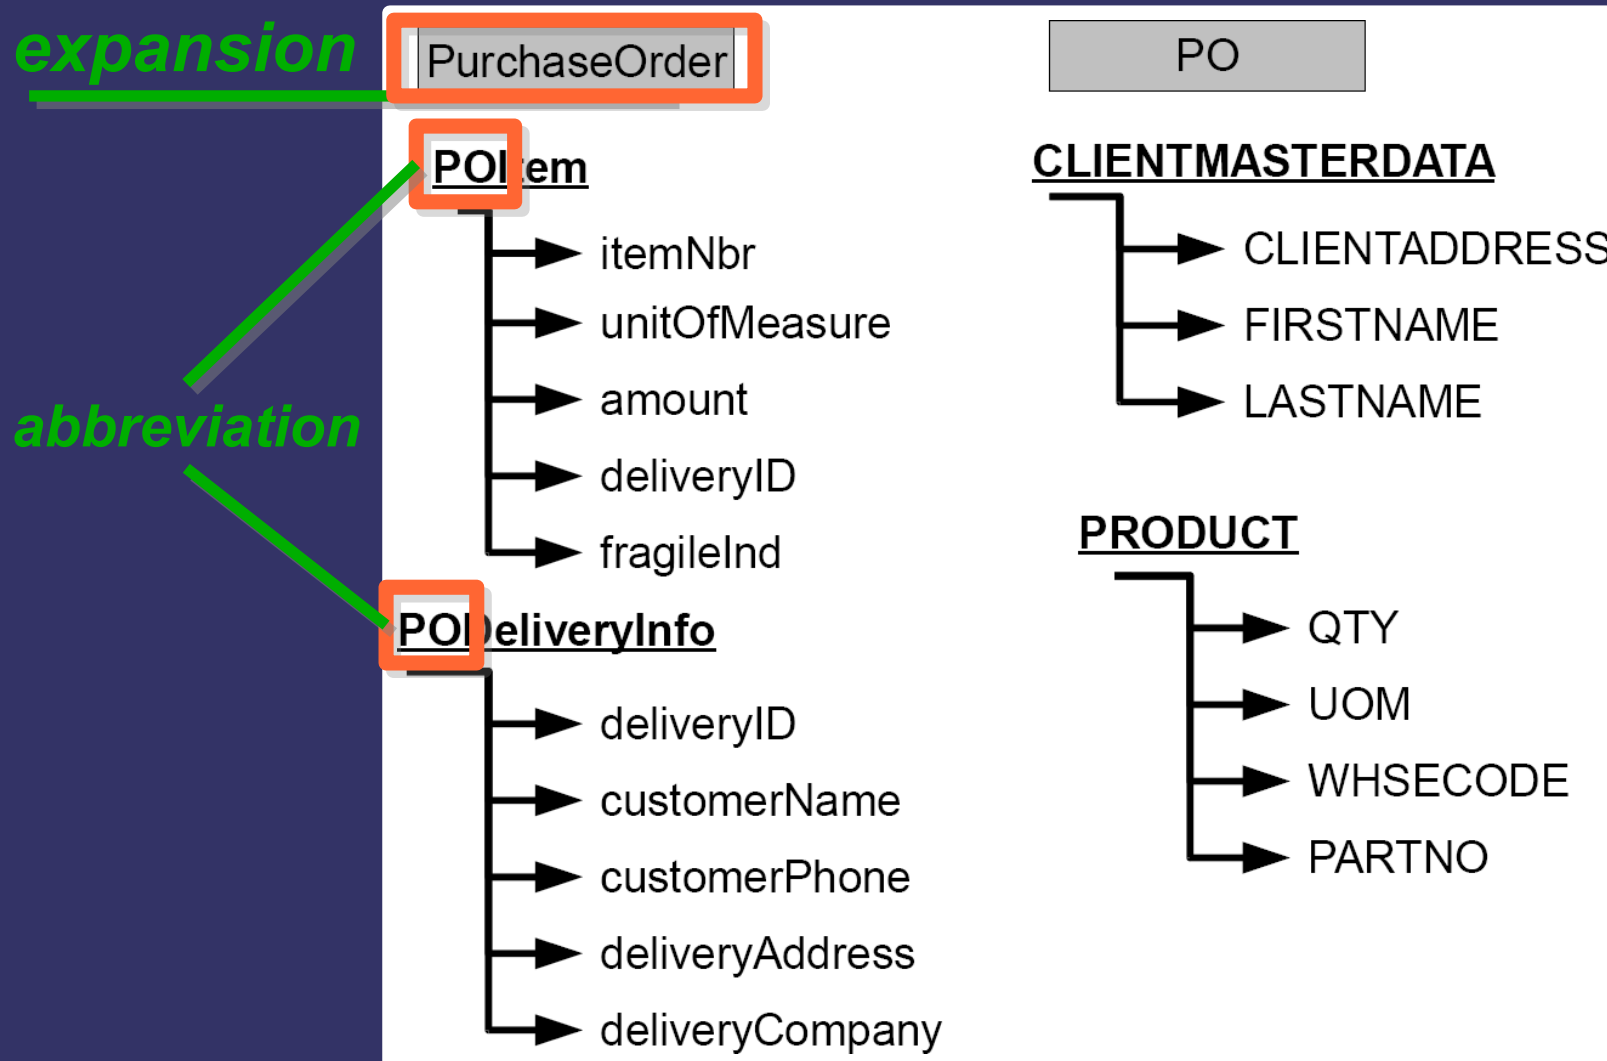 expansion
PurchaseOrder
POItem
itemNbr
unitOfMeasure
amount
deliveryID
fragileInd
abbreviation
PODeliveryInfo
deliveryID
customerName
customerPhone
deliveryAddress
deliveryCompany
PO
CLIENTMASTERDATA
CLIENTADDRESS
FIRSTNAME
LASTNAME
PRODUCT
QTY
UOM
WHSECODE
PARTNO